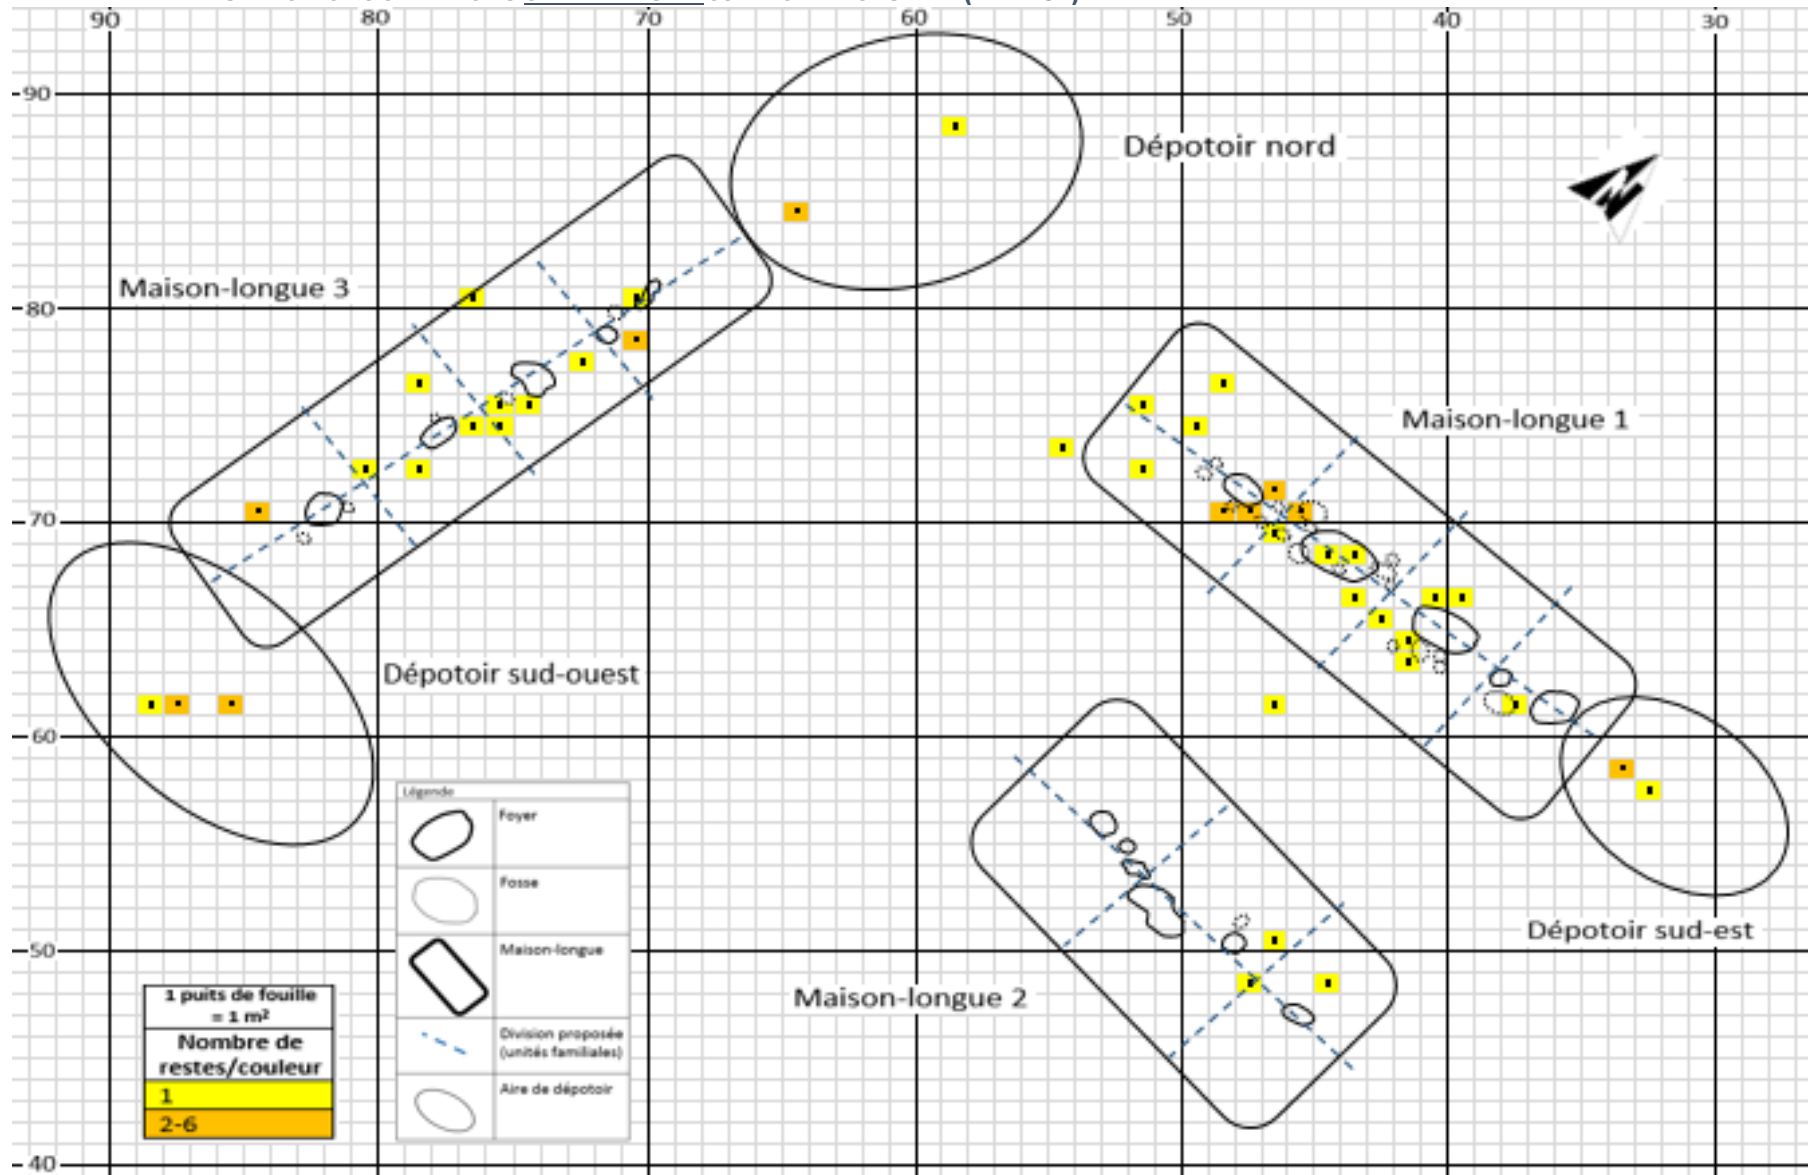 90 80 70 60 50 40 30
90
Dépotoir nord
Maison-longue 3
80
Maison-longue 1
70
Dépotoir sud-ouest
60
Légende
Foyer
Fosse
Maison-longue
Division proposée
(unités familiales)
Aire de dépotoir
Dépotoir sud-est
50
Maison-longue 2
1 puits de fouille
= 1 m²
Nombre de
restes/couleur
1
2-6
40